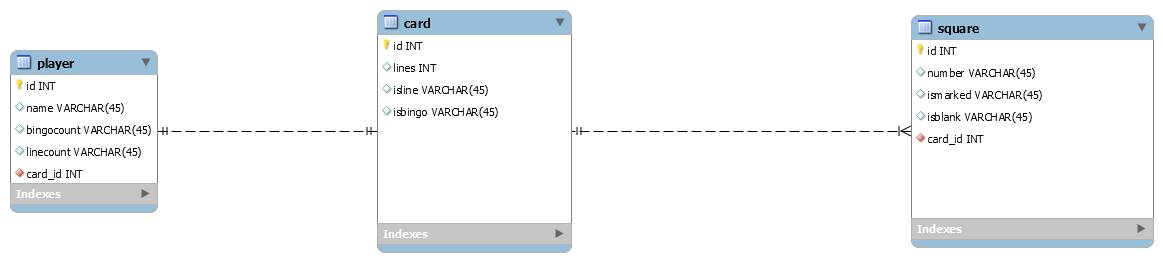 player
id INT
name VARCHAR(45)
bingocount VARCHAR(45)
linecount VARCHAR(45)
card_id INT
Indexes
card
id INT
lines INT
isline VARCHAR(45)
isbingo VARCHAR(45)
Indexes
square
id INT
number VARCHAR(45)
ismarked VARCHAR(45)
isblank VARCHAR(45)
card_id INT
Indexes